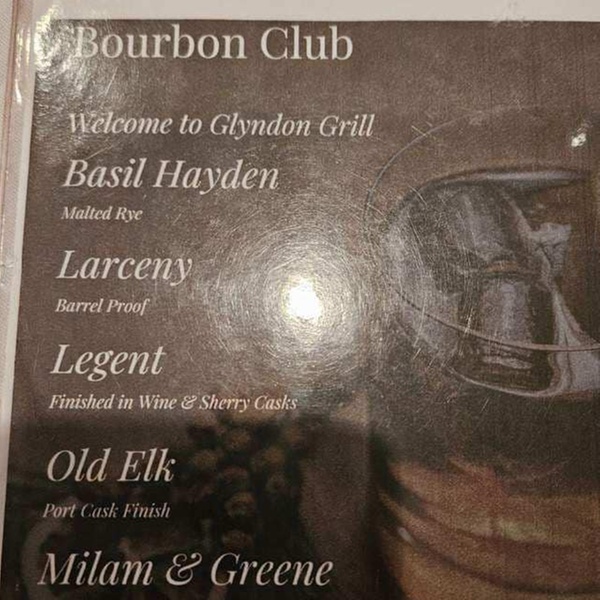 Bourbon Club
Welcome to Glyndon Grill
Basil Hayden
Malted Rye
Larceny
Barrel Proof
Legent
Finished in Wine & Sherry Casks
Old Elk
Port Cask Finish
Milam & Greene